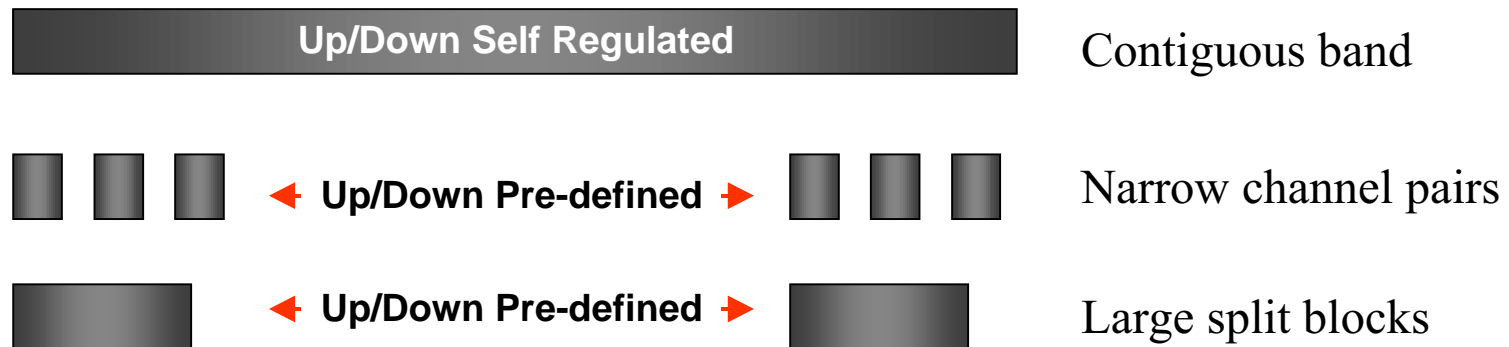 Up/Down Self Regulated
Contiguous band
Up/Down Pre-defined
Narrow channel pairs
Up/Down Pre-defined
Large split blocks